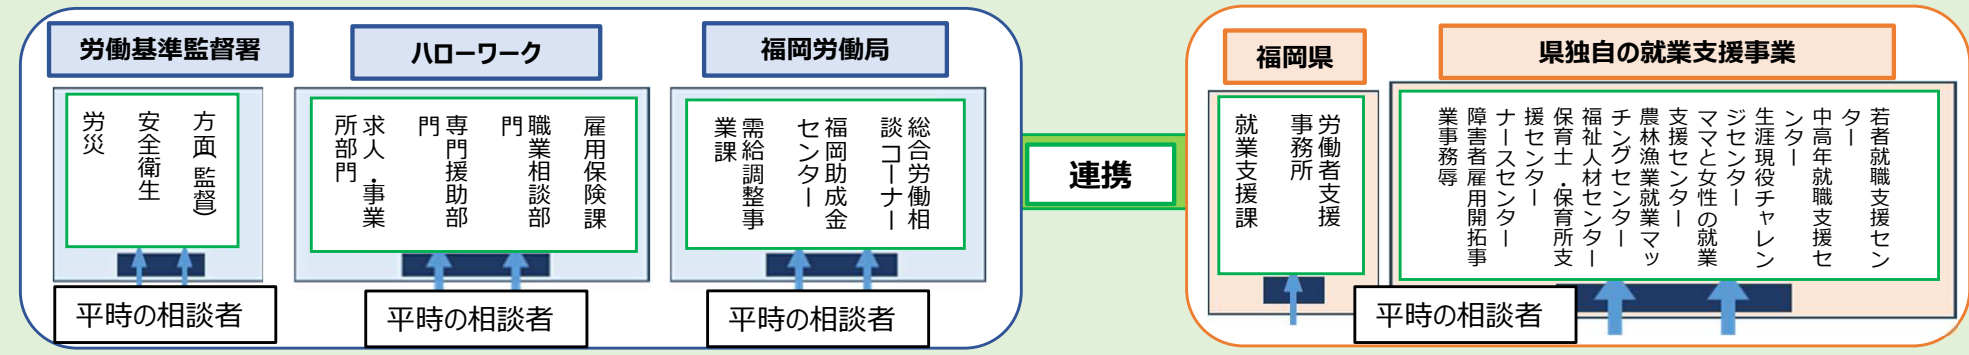 労働基準監督署
方面（監督）
安全衛生
労災
平時の相談者
ハローワーク
雇用保険課
職業相談部
門
専門援助部
門
求人・事業
所部門
平時の相談者
福岡労働局
総合労働相
談コーナー
福岡助成金
センター
需給調整事
業課
平時の相談者
連携
福岡県
労働者支援
事務所
就業支援課
県独自の就業支援事業
若者就職支援セン
ター
中高年就職支援セ
ンター
生涯現役チャレン
ジセンター
ママと女性の就業
支援センター
農林漁業就業マッ
チングセンター
福祉人材センター
保育士・保育所支
援センター
ナースセンター
障害者雇用開拓事
業事務辱
平時の相談者